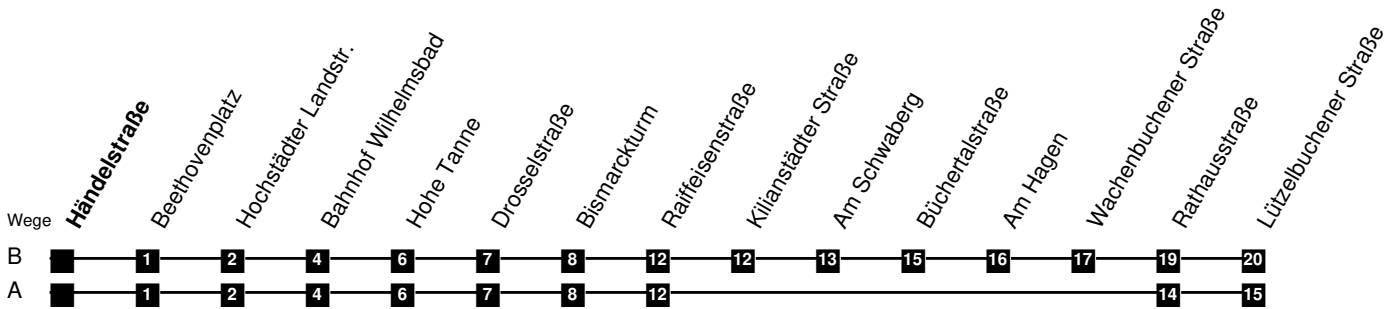 Händelstraße
Beethovenplatz
Hochstädter Landstr.
Bahnhof Wilhelmsbad
Hohe Tanne
Drosselstraße
Bismarckturm
Raiffeisenstraße
Kilianstädter Straße
Am Schwaberg
Büchertalstraße
Am Hagen
Wachenbuchener Straße
Rathausstraße
Lützelbuchener Straße
Wege
B 1 2 4 6 7 8 12 12 13 15 16 17 19 20
A 1 2 4 6 7 8 12 14 15